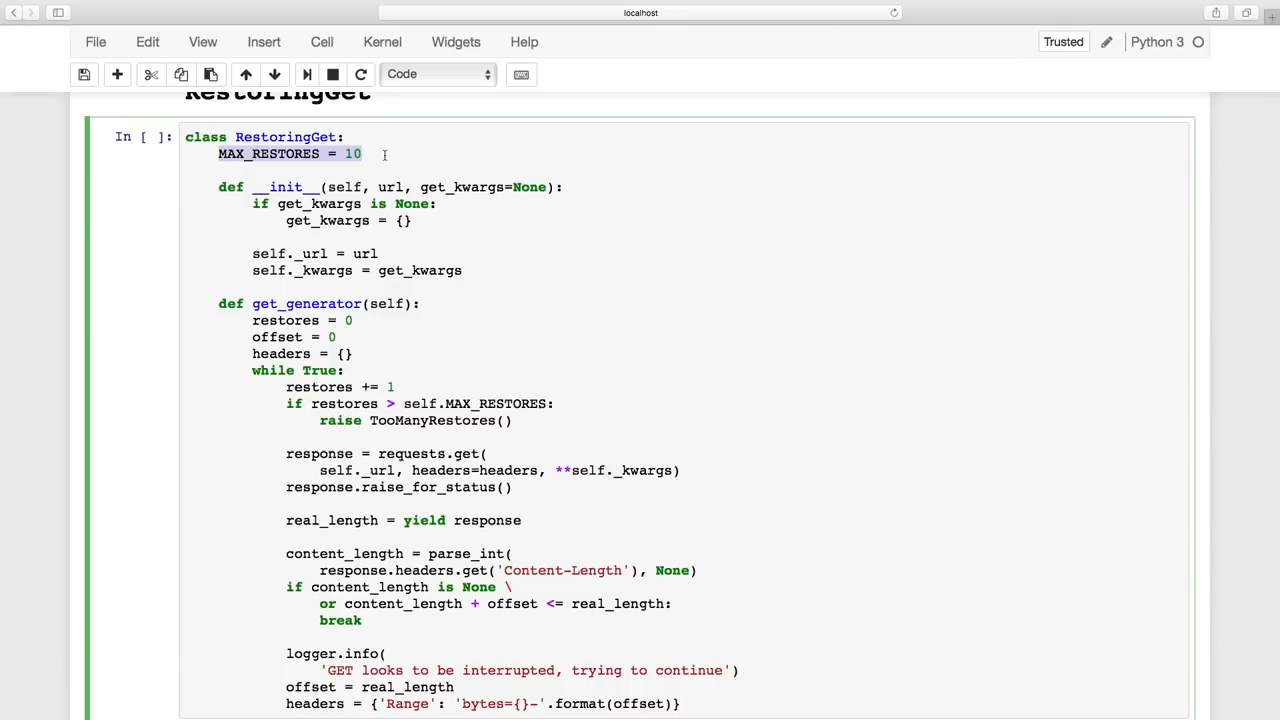 localhost
File Edit View Insert Cell Kernel Widgets Help Trusted Python 3
Code
RestoringGet
In [ ]:
class RestoringGet:
    MAX_RESTORES = 10
    def __init__(self, url, get_kwargs=None):
        if get_kwargs is None:
            get_kwargs = {}
        self._url = url
        self._kwargs = get_kwargs
    def get_generator(self):
        restores = 0
        offset = 0
        headers = {}
        while True:
            restores += 1
            if restores > self.MAX_RESTORES:
                raise TooManyRestores()
            response = requests.get(
                self._url, headers=headers, **self._kwargs)
            response.raise_for_status()
            real_length = yield response
            content_length = parse_int(
                response.headers.get('Content-Length'), None)
            if content_length is None \
                or content_length + offset <= real_length:
                break
            logger.info(
                'GET looks to be interrupted, trying to continue')
            offset = real_length
            headers = {'Range': 'bytes={}-'.format(offset)}